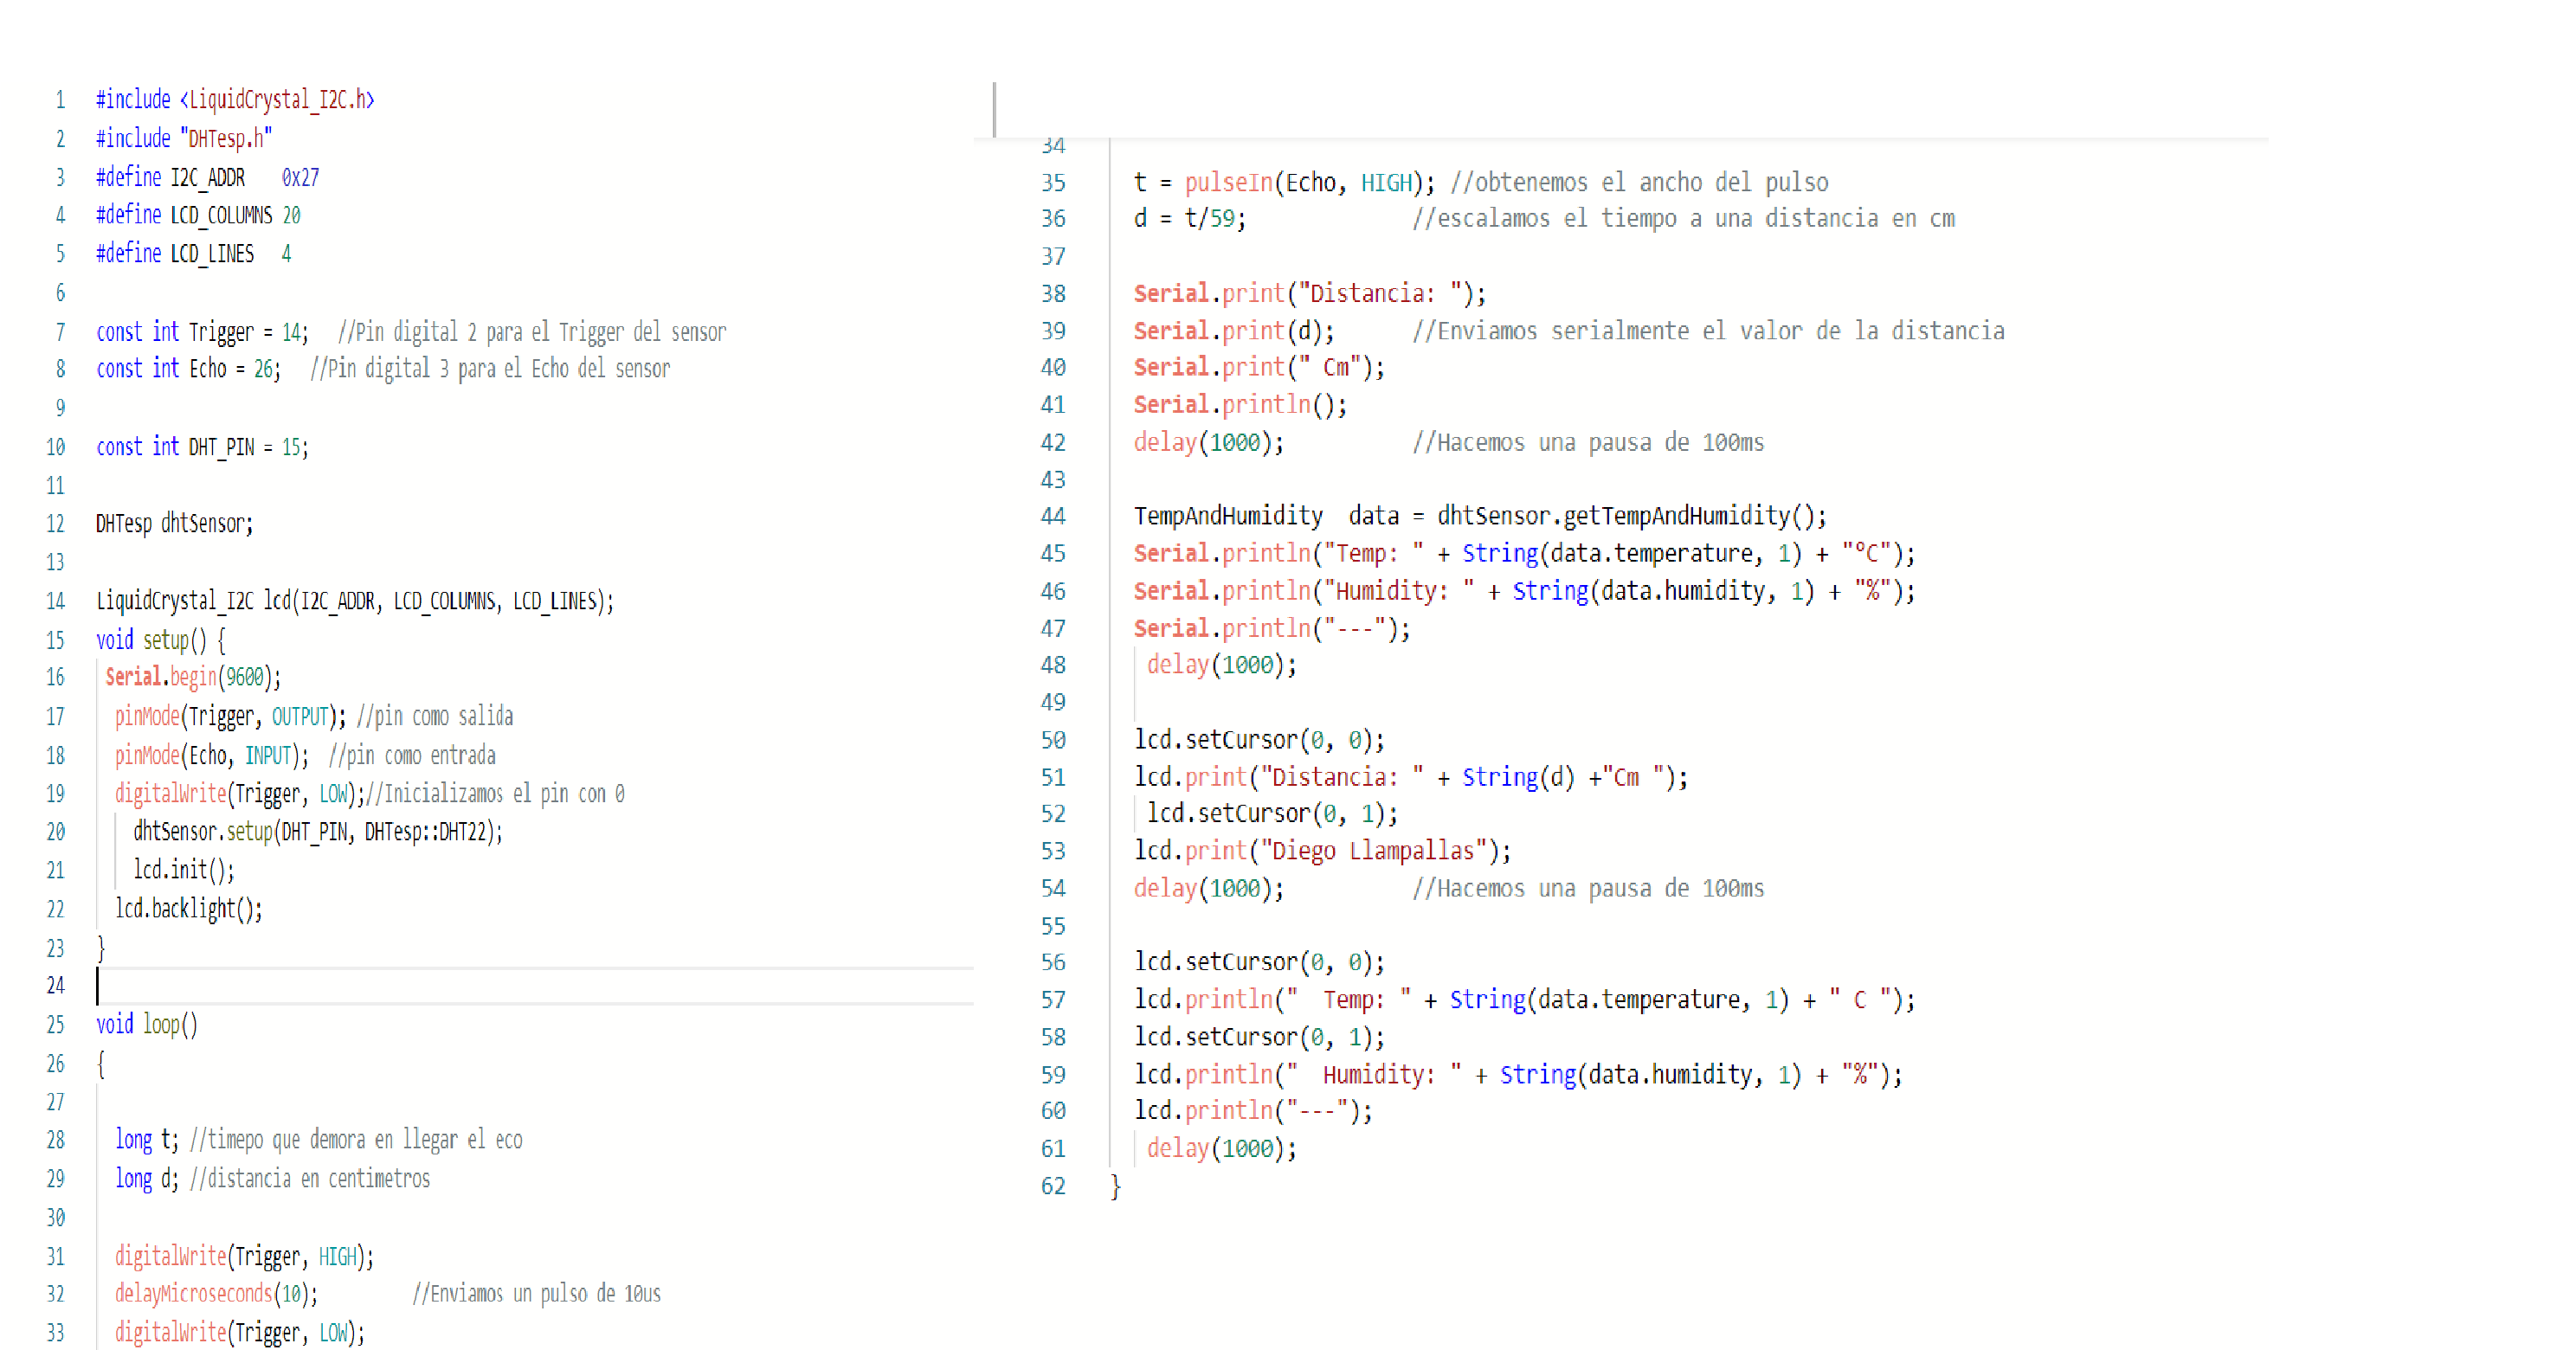 1 #include <LiquidCrystal_I2C.h>
2 #include "DHTesp.h"
3 #define I2C_ADDR    0x27
4 #define LCD_COLUMNS 20
5 #define LCD_LINES   4
6
7 const int Trigger = 14;   //Pin digital 2 para el Trigger del sensor
8 const int Echo = 26;   //Pin digital 3 para el Echo del sensor
9
10 const int DHT_PIN = 15;
11
12 DHTesp dhtSensor;
13
14 LiquidCrystal_I2C lcd(I2C_ADDR, LCD_COLUMNS, LCD_LINES);
15 void setup() {
16  Serial.begin(9600);
17   pinMode(Trigger, OUTPUT); //pin como salida
18   pinMode(Echo, INPUT);  //pin como entrada
19   digitalWrite(Trigger, LOW);//Inicializamos el pin con 0
20     dhtSensor.setup(DHT_PIN, DHTesp::DHT22);
21     lcd.init();
22   lcd.backlight();
23 }
24
25 void loop()
26 {
27
28   long t; //timepo que demora en llegar el eco
29   long d; //distancia en centimetros
30
31   digitalWrite(Trigger, HIGH);
32   delayMicroseconds(10);          //Enviamos un pulso de 10us
33   digitalWrite(Trigger, LOW);
34
35   t = pulseIn(Echo, HIGH); //obtenemos el ancho del pulso
36   d = t/59;             //escalamos el tiempo a una distancia en cm
37
38   Serial.print("Distancia: ");
39   Serial.print(d);      //Enviamos serialmente el valor de la distancia
40   Serial.print(" Cm");
41   Serial.println();
42   delay(1000);          //Hacemos una pausa de 100ms
43
44   TempAndHumidity  data = dhtSensor.getTempAndHumidity();
45   Serial.println("Temp: " + String(data.temperature, 1) + "°C");
46   Serial.println("Humidity: " + String(data.humidity, 1) + "%");
47   Serial.println("---");
48    delay(1000);
49
50   lcd.setCursor(0, 0);
51   lcd.print("Distancia: " + String(d) +"Cm ");
52    lcd.setCursor(0, 1);
53   lcd.print("Diego Llampallas");
54   delay(1000);          //Hacemos una pausa de 100ms
55
56   lcd.setCursor(0, 0);
57   lcd.println("  Temp: " + String(data.temperature, 1) + " C ");
58   lcd.setCursor(0, 1);
59   lcd.println("  Humidity: " + String(data.humidity, 1) + "%");
60   lcd.println("---");
61    delay(1000);
62 }